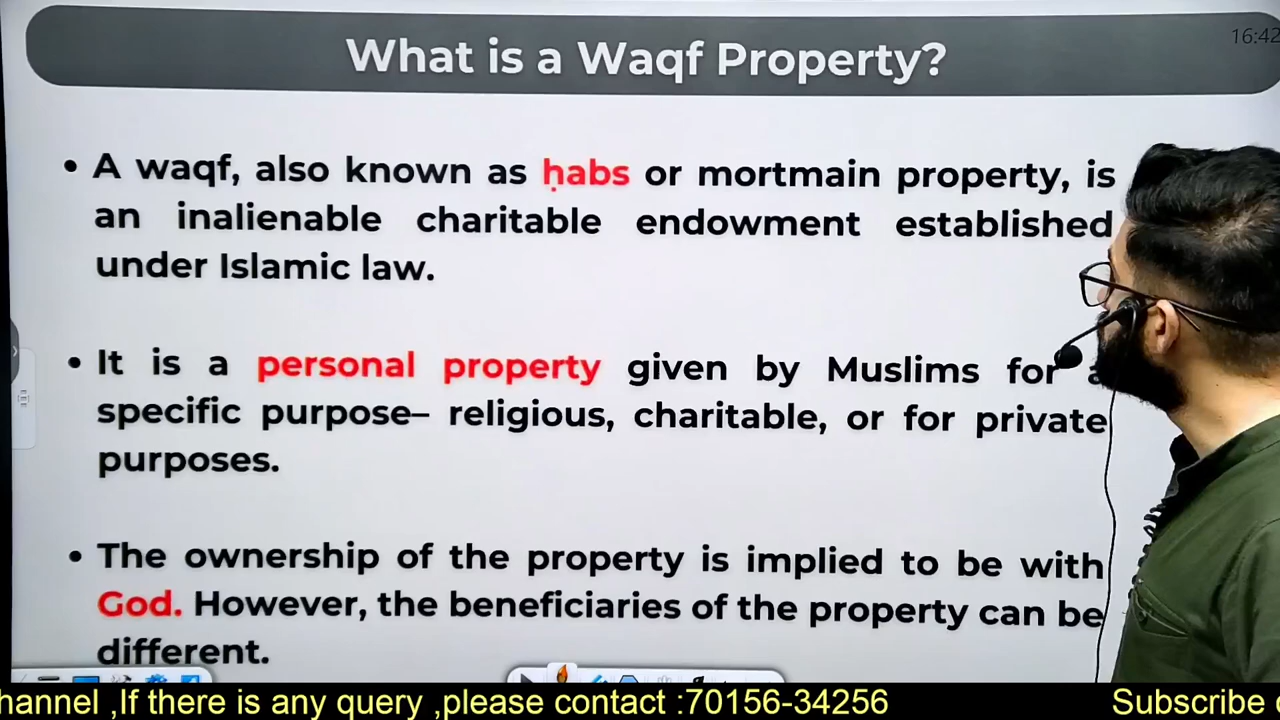 What is a Waqf Property?
16:42
• A waqf, also known as ḥabs or mortmain property, is
an inalienable charitable endowment established
under Islamic law.
• It is a personal property given by Muslims for a
specific purpose– religious, charitable, or for private
purposes.
• The ownership of the property is implied to be with
God. However, the beneficiaries of the property can be
different.
hannel ,If there is any query ,please contact :70156-34256 Subscribe